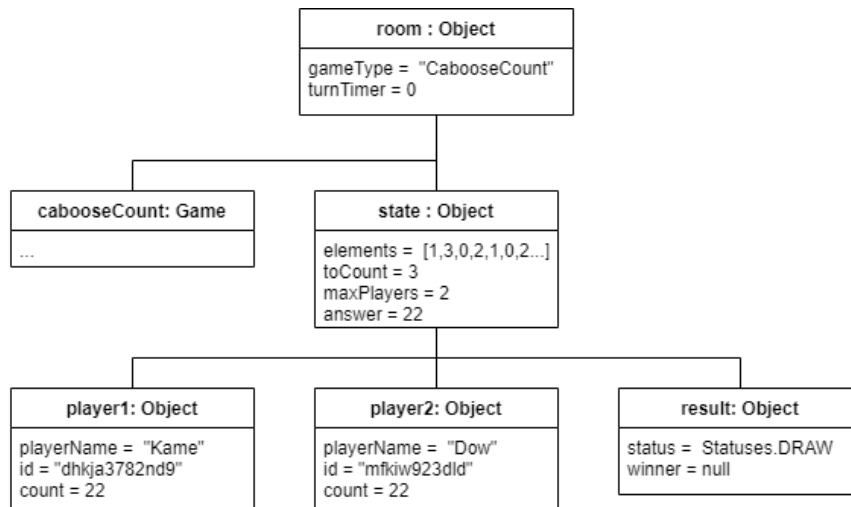 room : Object
gameType = "CabooseCount"
turnTimer = 0
cabooseCount: Game
...
state : Object
elements = [1,3,0,2,1,0,2...]
toCount = 3
maxPlayers = 2
answer = 22
player1: Object
playerName = "Kame"
id = "dhkja3782nd9"
count = 22
player2: Object
playerName = "Dow"
id = "mfkiw923dld"
count = 22
result: Object
status = Statuses.DRAW
winner = null